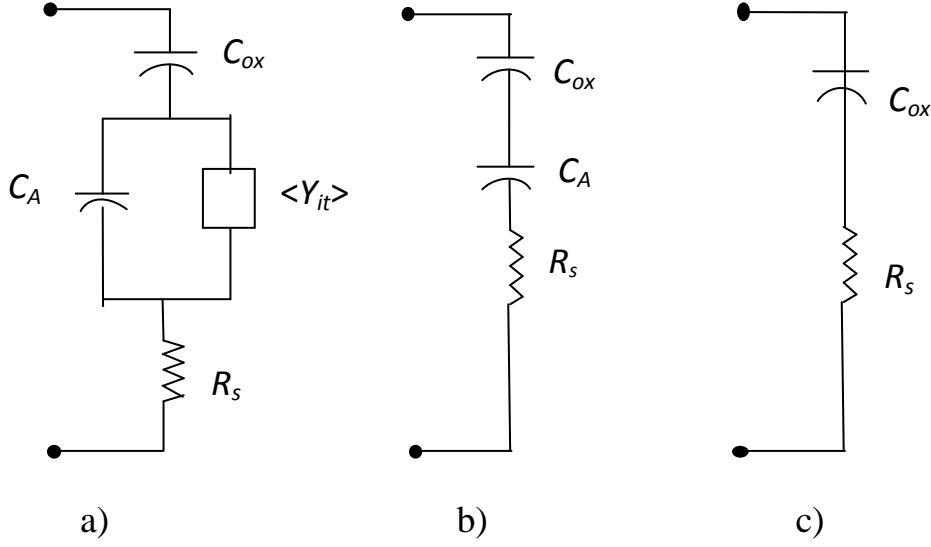 C_ox
C_A
<Y_it>
R_s
a)
C_ox
C_A
R_s
b)
C_ox
R_s
c)